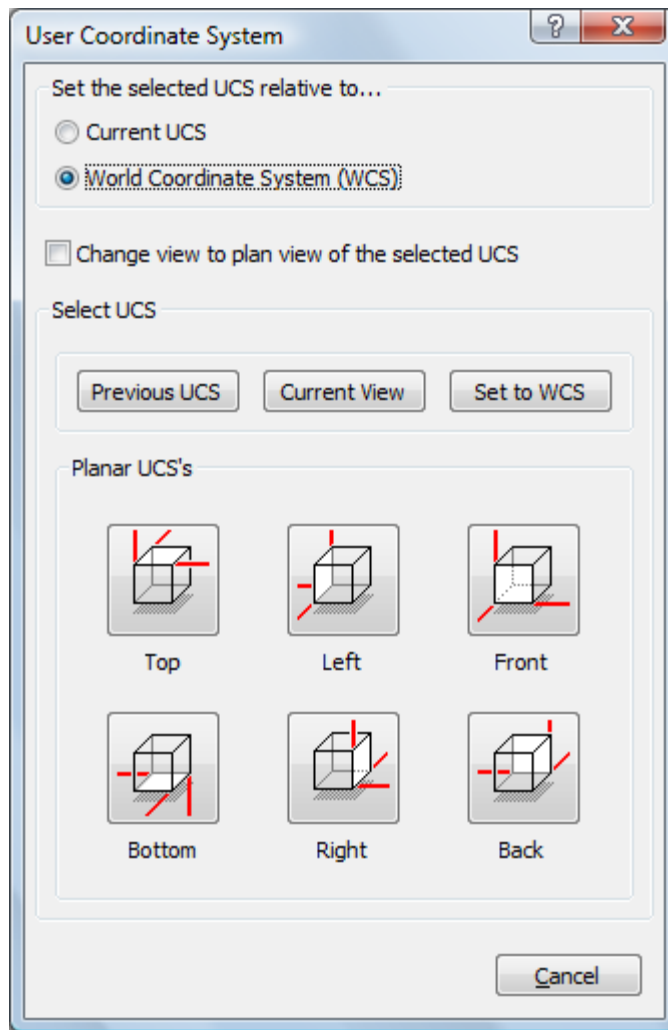 User Coordinate System
Set the selected UCS relative to...
Current UCS
World Coordinate System (WCS)
Change view to plan view of the selected UCS
Select UCS
Previous UCS Current View Set to WCS
Planar UCS's
Top Left Front
Bottom Right Back
Cancel